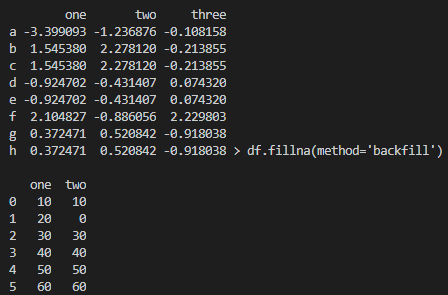 one two three
a -3.399093 -1.236876 -0.108158
b 1.545380 2.278120 -0.213855
c 1.545380 2.278120 -0.213855
d -0.924702 -0.431407 0.074320
e -0.924702 -0.431407 0.074320
f 2.104827 -0.886056 2.229803
g 0.372471 0.520842 -0.918038
h 0.372471 0.520842 -0.918038 > df.fillna(method='backfill')
one two
0 10 10
1 20 0
2 30 30
3 40 40
4 50 50
5 60 60